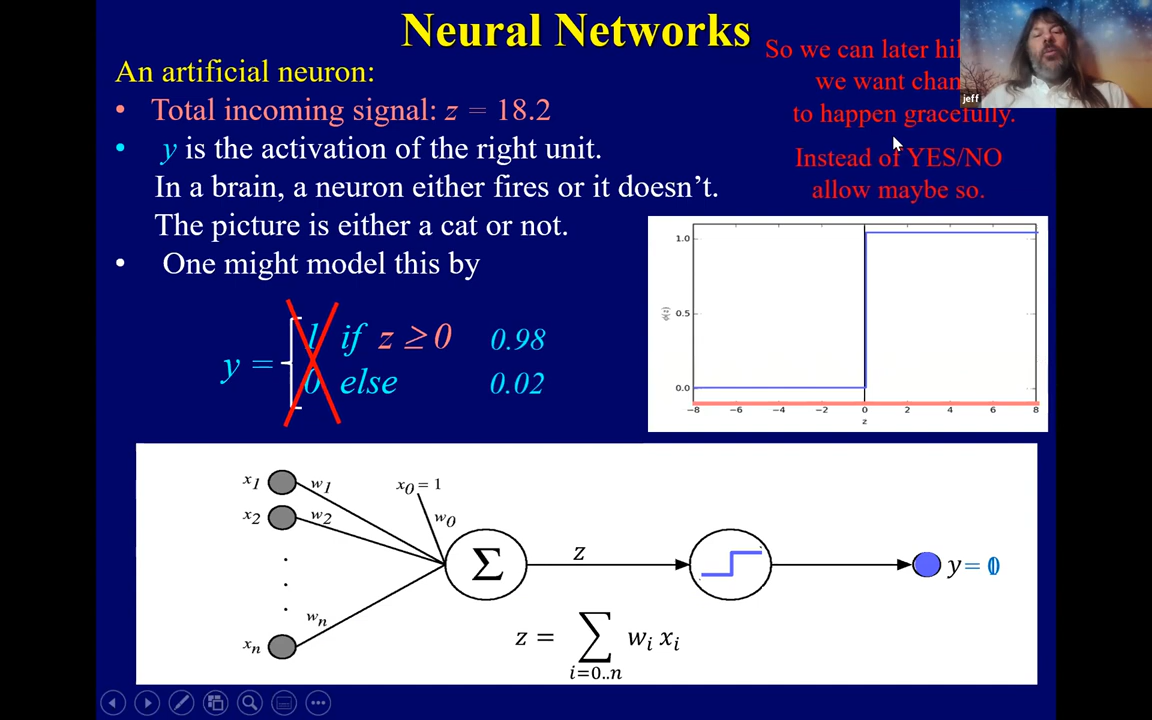 Neural Networks
So we can later hil
we want chan
to happen gracefully.
Instead of YES/NO
allow maybe so.
jeff
An artificial neuron:
• Total incoming signal: z = 18.2
• y is the activation of the right unit.
In a brain, a neuron either fires or it doesn't.
The picture is either a cat or not.
• One might model this by
y = { 1 if z ≥ 0 0.98
0 else 0.02
1.0
0.5
0.0
ϕ(z)
−8 −6 −4 −2 0 2 4 6 8
z
x1 w1 x0 = 1
x2 w2 w0
. Σ z y =
.
.
wn
xn
z = ∑ wi xi
i=0..n